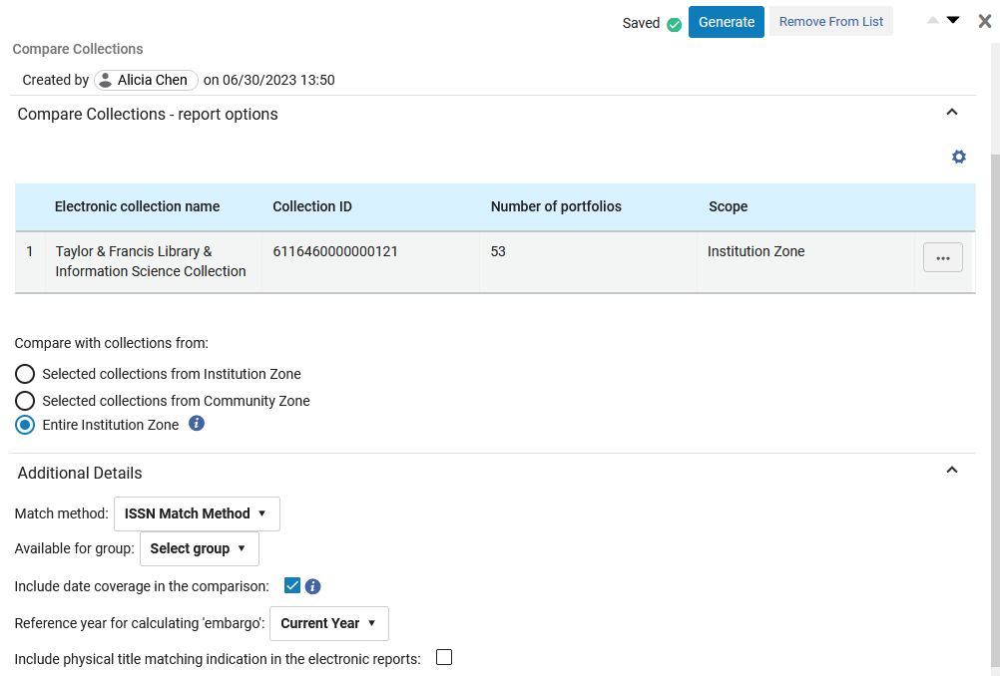 Saved Generate Remove From List
Compare Collections
Created by Alicia Chen on 06/30/2023 13:50
Compare Collections - report options
Electronic collection name Collection ID Number of portfolios Scope
1 Taylor & Francis Library & 6116460000000121 53 Institution Zone
Information Science Collection
Compare with collections from:
Selected collections from Institution Zone
Selected collections from Community Zone
Entire Institution Zone
Additional Details
Match method: ISSN Match Method
Available for group: Select group
Include date coverage in the comparison:
Reference year for calculating 'embargo': Current Year
Include physical title matching indication in the electronic reports: